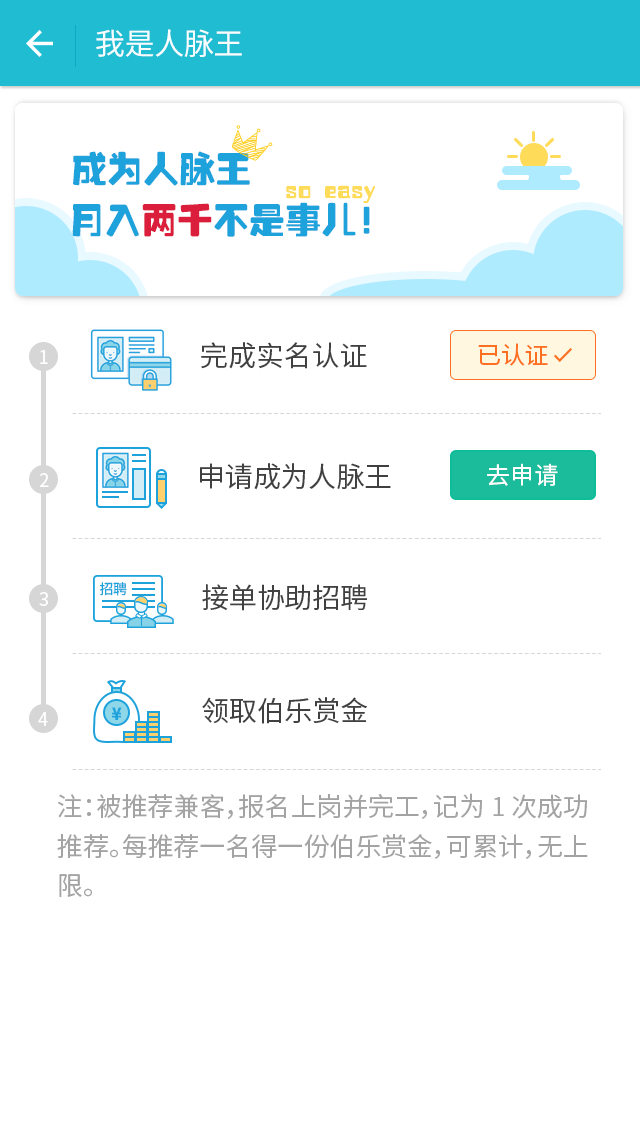 我是人脉王
成为人脉王
so easy
月入两千不是事儿!
1
完成实名认证
已认证
2
申请成为人脉王
去申请
3
招聘
接单协助招聘
4
¥
领取伯乐赏金
注:被推荐兼客,报名上岗并完工,记为 1 次成功
推荐。每推荐一名得一份伯乐赏金,可累计,无上
限。